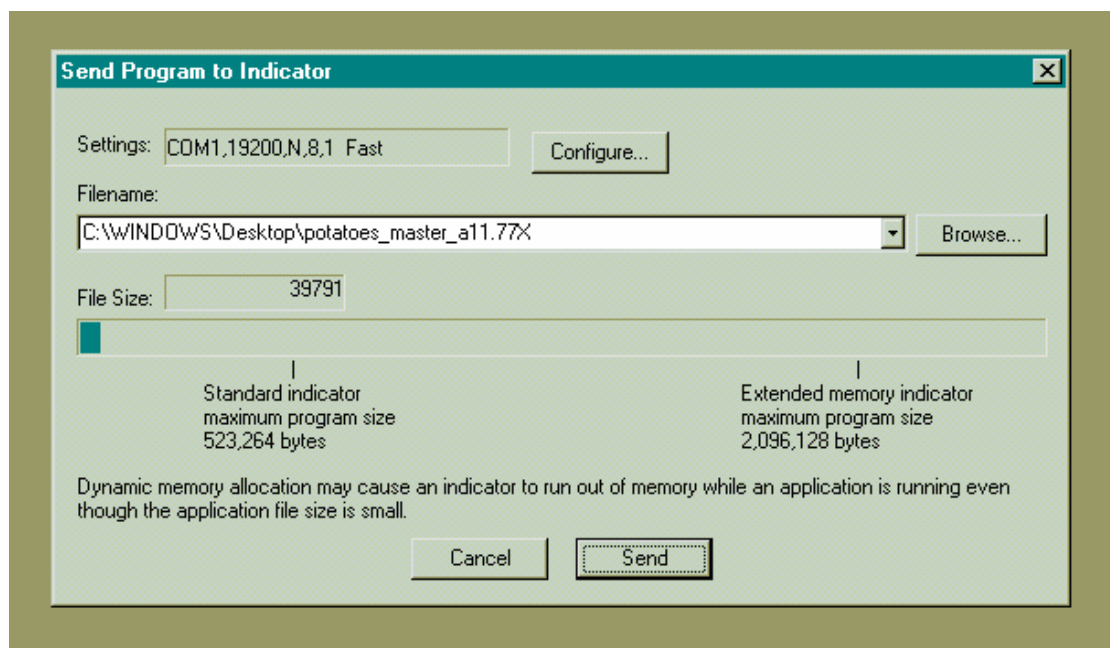 Send Program to Indicator
Settings: COM1,19200,N,8,1 Fast Configure...
Filename:
C:\WINDOWS\Desktop\potatoes_master_a11.77X Browse...
File Size: 39791
Standard indicator Extended memory indicator
maximum program size maximum program size
523,264 bytes 2,096,128 bytes
Dynamic memory allocation may cause an indicator to run out of memory while an application is running even
though the application file size is small.
Cancel Send